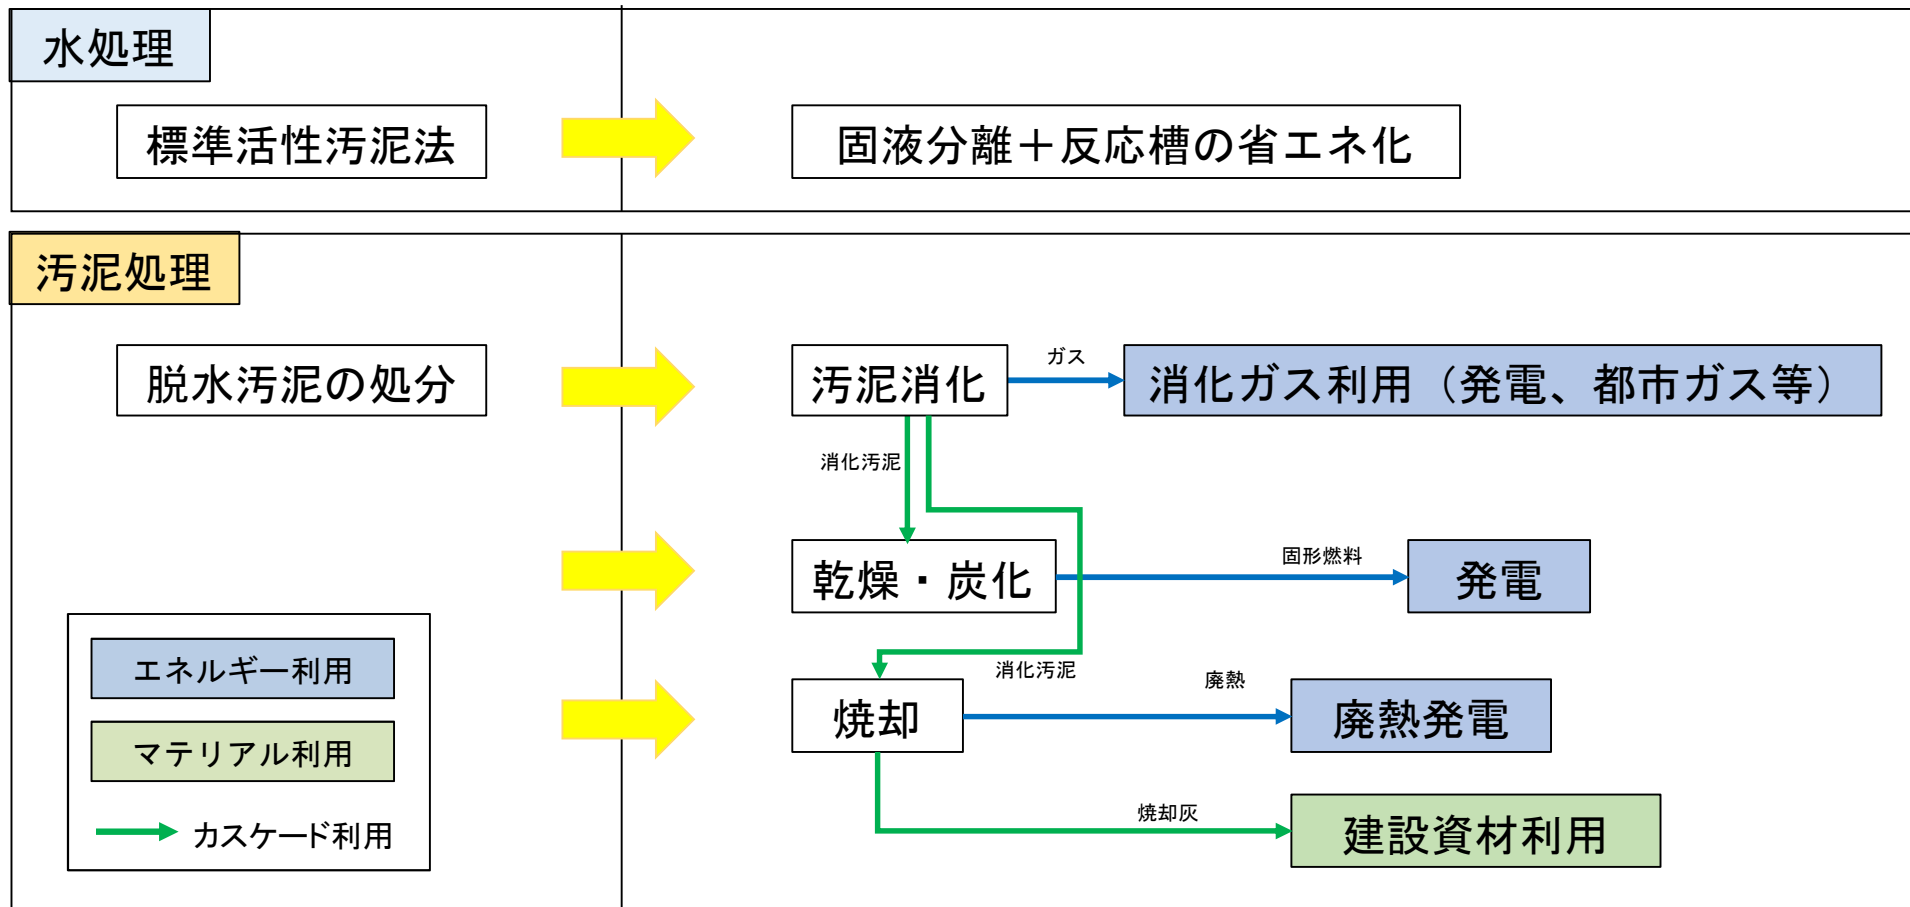 水処理
標準活性汚泥法
固液分離＋反応槽の省エネ化
汚泥処理
脱水汚泥の処分
汚泥消化
ガス
消化ガス利用（発電、都市ガス等）
消化汚泥
乾燥・炭化
固形燃料
発電
消化汚泥
焼却
廃熱
廃熱発電
焼却灰
建設資材利用
エネルギー利用
マテリアル利用
カスケード利用